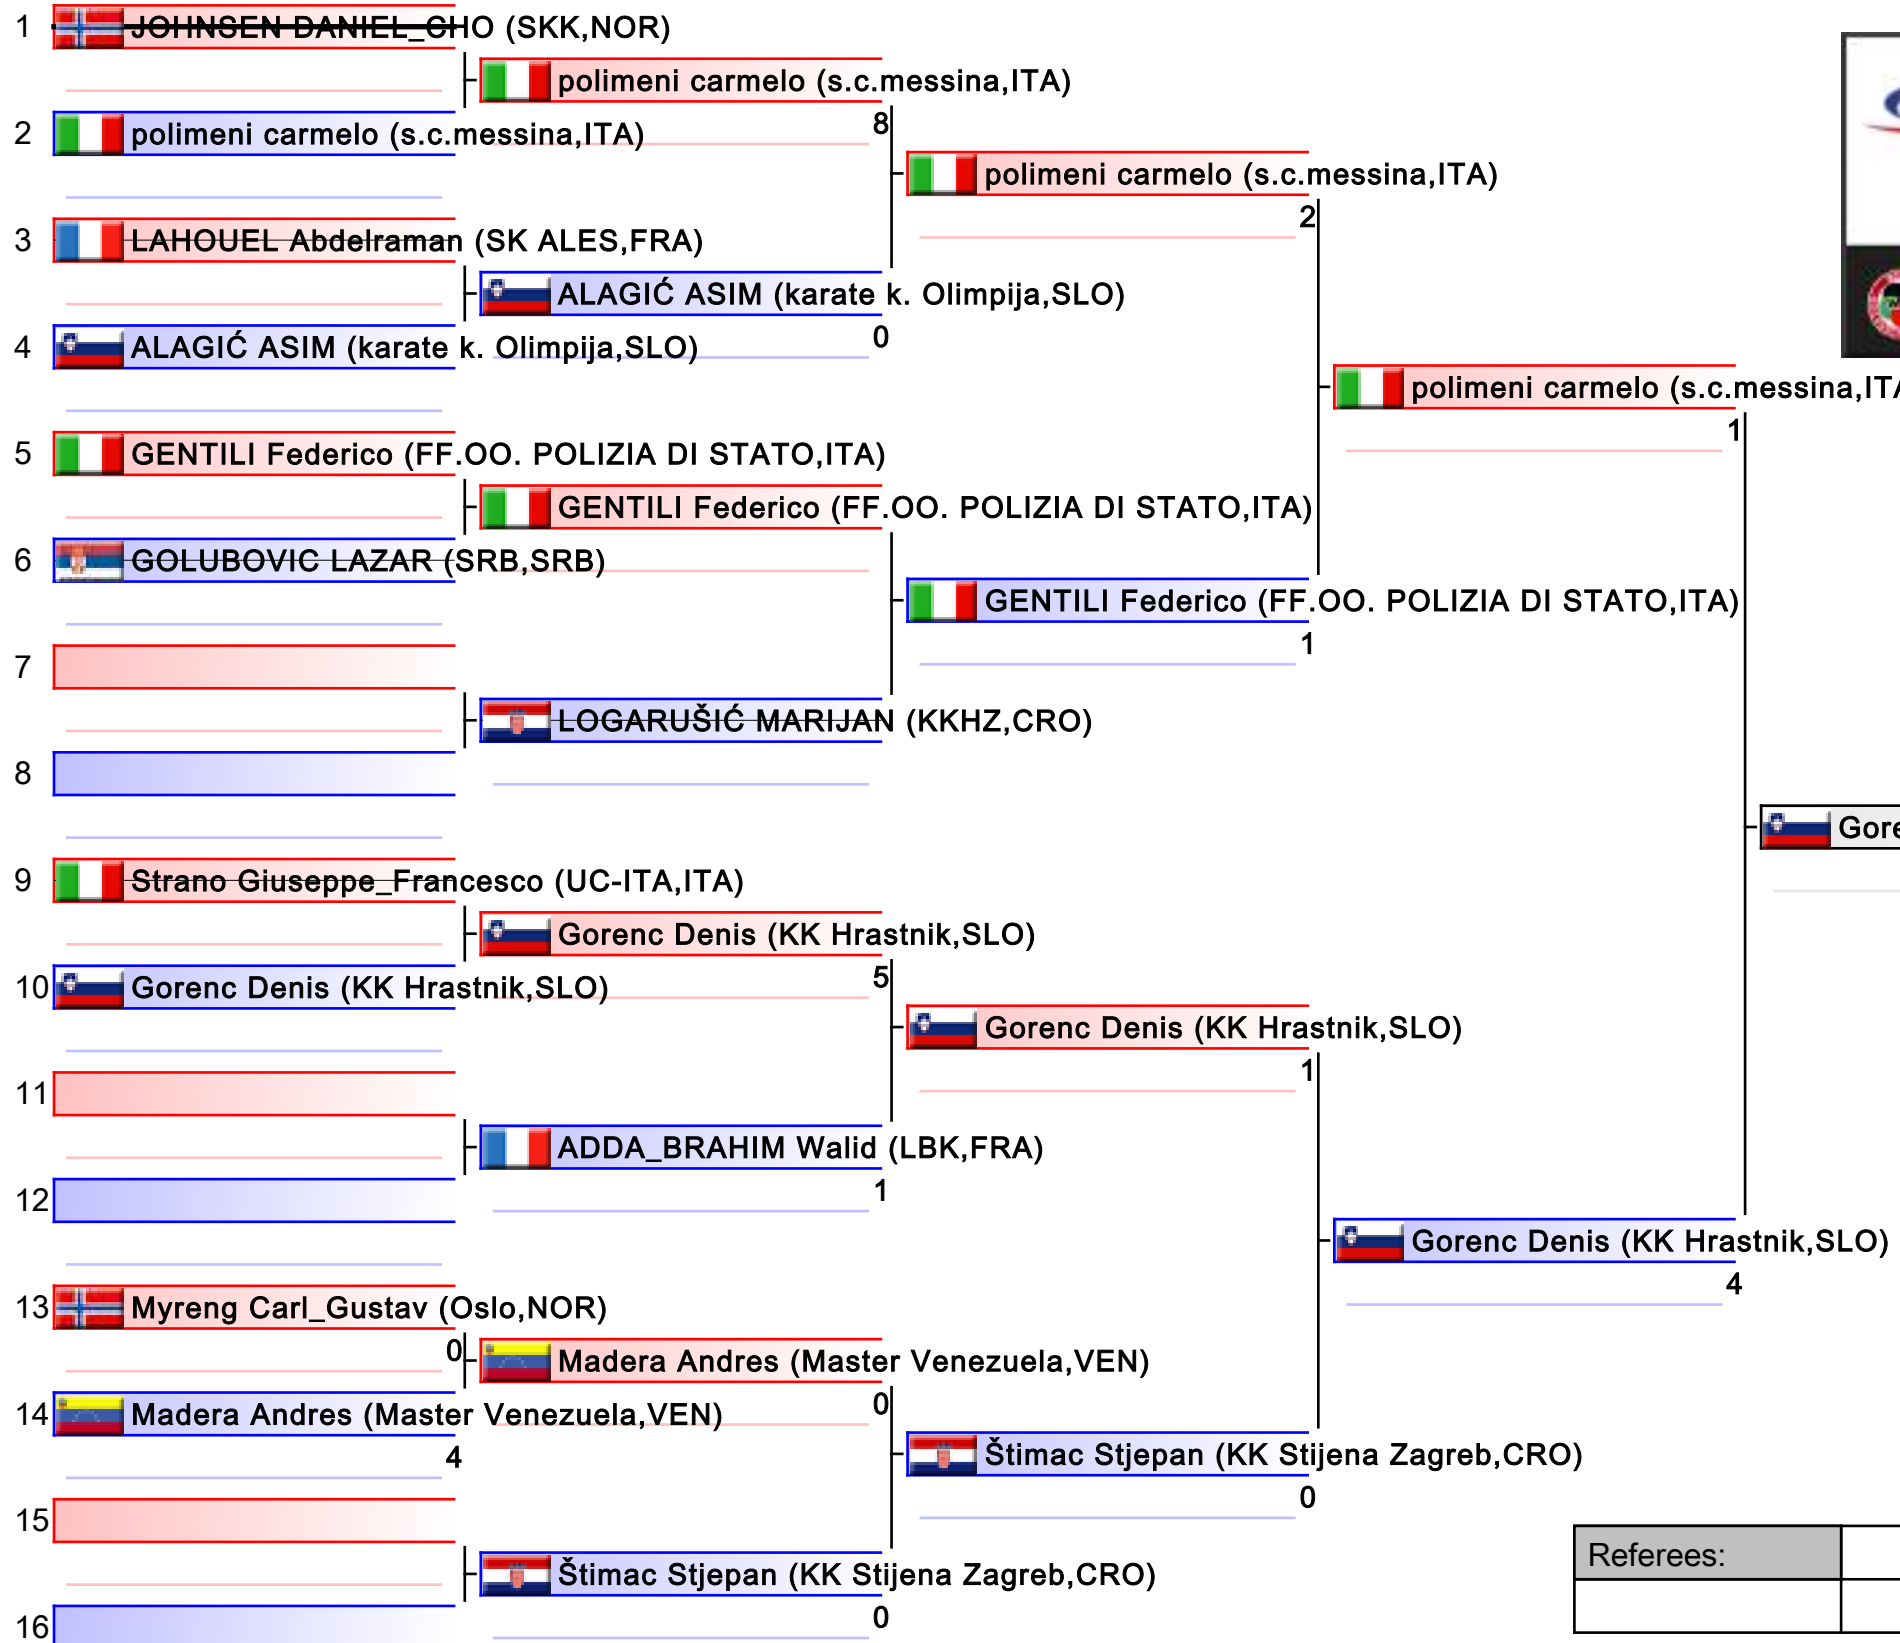 1 JOHNSEN DANIEL_CHO (SKK,NOR)
polimeni carmelo (s.c.messina,ITA)
8
2 polimeni carmelo (s.c.messina,ITA)
polimeni carmelo (s.c.messina,ITA)
2
3 LAHOUEL Abdelraman (SK ALES,FRA)
ALAGIĆ ASIM (karate k. Olimpija,SLO)
0
4 ALAGIĆ ASIM (karate k. Olimpija,SLO)
polimeni carmelo (s.c.messina,ITA
1
5 GENTILI Federico (FF.OO. POLIZIA DI STATO,ITA)
GENTILI Federico (FF.OO. POLIZIA DI STATO,ITA)
6 GOLUBOVIC LAZAR (SRB,SRB)
GENTILI Federico (FF.OO. POLIZIA DI STATO,ITA)
1
7
LOGARUŠIĆ MARIJAN (KKHZ,CRO)
8
Gore
9 Strano Giuseppe_Francesco (UC-ITA,ITA)
Gorenc Denis (KK Hrastnik,SLO)
5
10 Gorenc Denis (KK Hrastnik,SLO)
Gorenc Denis (KK Hrastnik,SLO)
1
11
ADDA_BRAHIM Walid (LBK,FRA)
1
12
Gorenc Denis (KK Hrastnik,SLO)
4
13 Myreng Carl_Gustav (Oslo,NOR)
0
Madera Andres (Master Venezuela,VEN)
0
14 Madera Andres (Master Venezuela,VEN)
4
Štimac Stjepan (KK Stijena Zagreb,CRO)
0
15
Štimac Stjepan (KK Stijena Zagreb,CRO)
0
16
Referees: